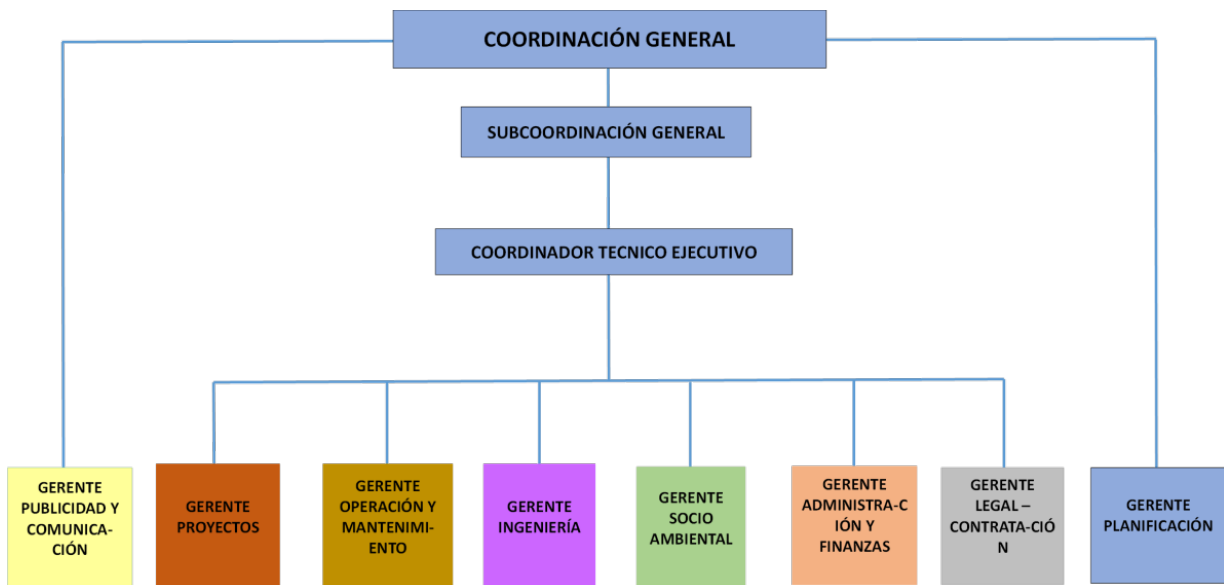 COORDINACIÓN GENERAL
SUBCOORDINACIÓN GENERAL
COORDINADOR TECNICO EJECUTIVO
GERENTE
PUBLICIDAD Y
COMUNICA-
CIÓN
GERENTE
PROYECTOS
GERENTE
OPERACIÓN Y
MANTENIMI-
ENTO
GERENTE
INGENIERÍA
GERENTE
SOCIO
AMBIENTAL
GERENTE
ADMINISTRA-C
IÓN Y
FINANZAS
GERENTE
LEGAL –
CONTRATA-CIÓ
N
GERENTE
PLANIFICACIÓN